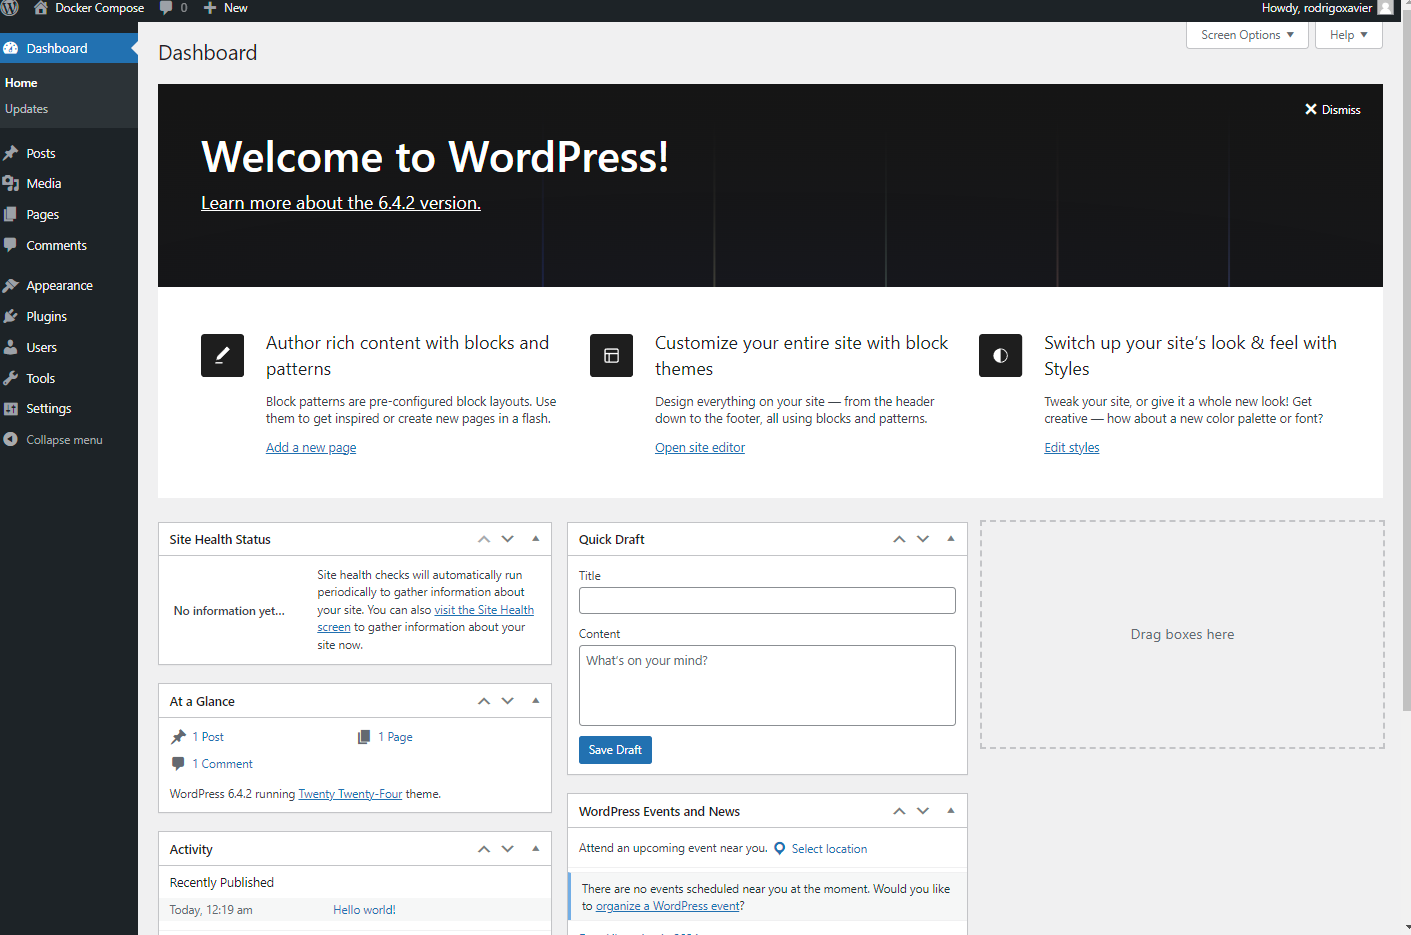 Docker Compose 0 New Howdy, rodrigoxavier
Screen Options Help
Dashboard
Home
Updates
Posts
Media
Pages
Comments
Appearance
Plugins
Users
Tools
Settings
Collapse menu
Dashboard
Dismiss
Welcome to WordPress!
Learn more about the 6.4.2 version.
Author rich content with blocks and
patterns
Block patterns are pre-configured block layouts. Use
them to get inspired or create new pages in a flash.
Add a new page
Customize your entire site with block
themes
Design everything on your site — from the header
down to the footer, all using blocks and patterns.
Open site editor
Switch up your site’s look & feel with
Styles
Tweak your site, or give it a whole new look! Get
creative — how about a new color palette or font?
Edit styles
Site Health Status
No information yet...
Site health checks will automatically run
periodically to gather information about
your site. You can also visit the Site Health
screen to gather information about your
site now.
At a Glance
1 Post
1 Page
1 Comment
WordPress 6.4.2 running Twenty Twenty-Four theme.
Activity
Recently Published
Today, 12:19 am Hello world!
Quick Draft
Title
Content
What’s on your mind?
Save Draft
WordPress Events and News
Attend an upcoming event near you. Select location
There are no events scheduled near you at the moment. Would you like
to organize a WordPress event?
Drag boxes here